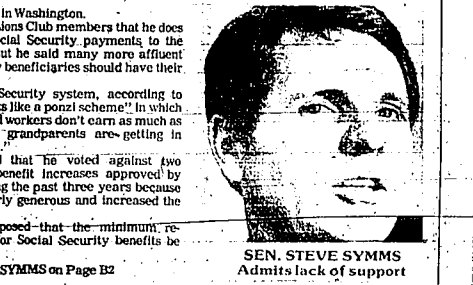 in Washington.
ions Club members that he does
cial Security payments to the
ut he said many more affluent
beneficiaries should have their
Security system, according to
s like a ponzi scheme" in which
workers don't earn as much as
grandparents are getting in
that he voted against two
benefit increases approved by
g the past three years because
rly generous and increased the
posed that the minimum re-
or Social Security benefits be
SYMMS on Page B2
SEN. STEVE SYMMS
Admits lack of support